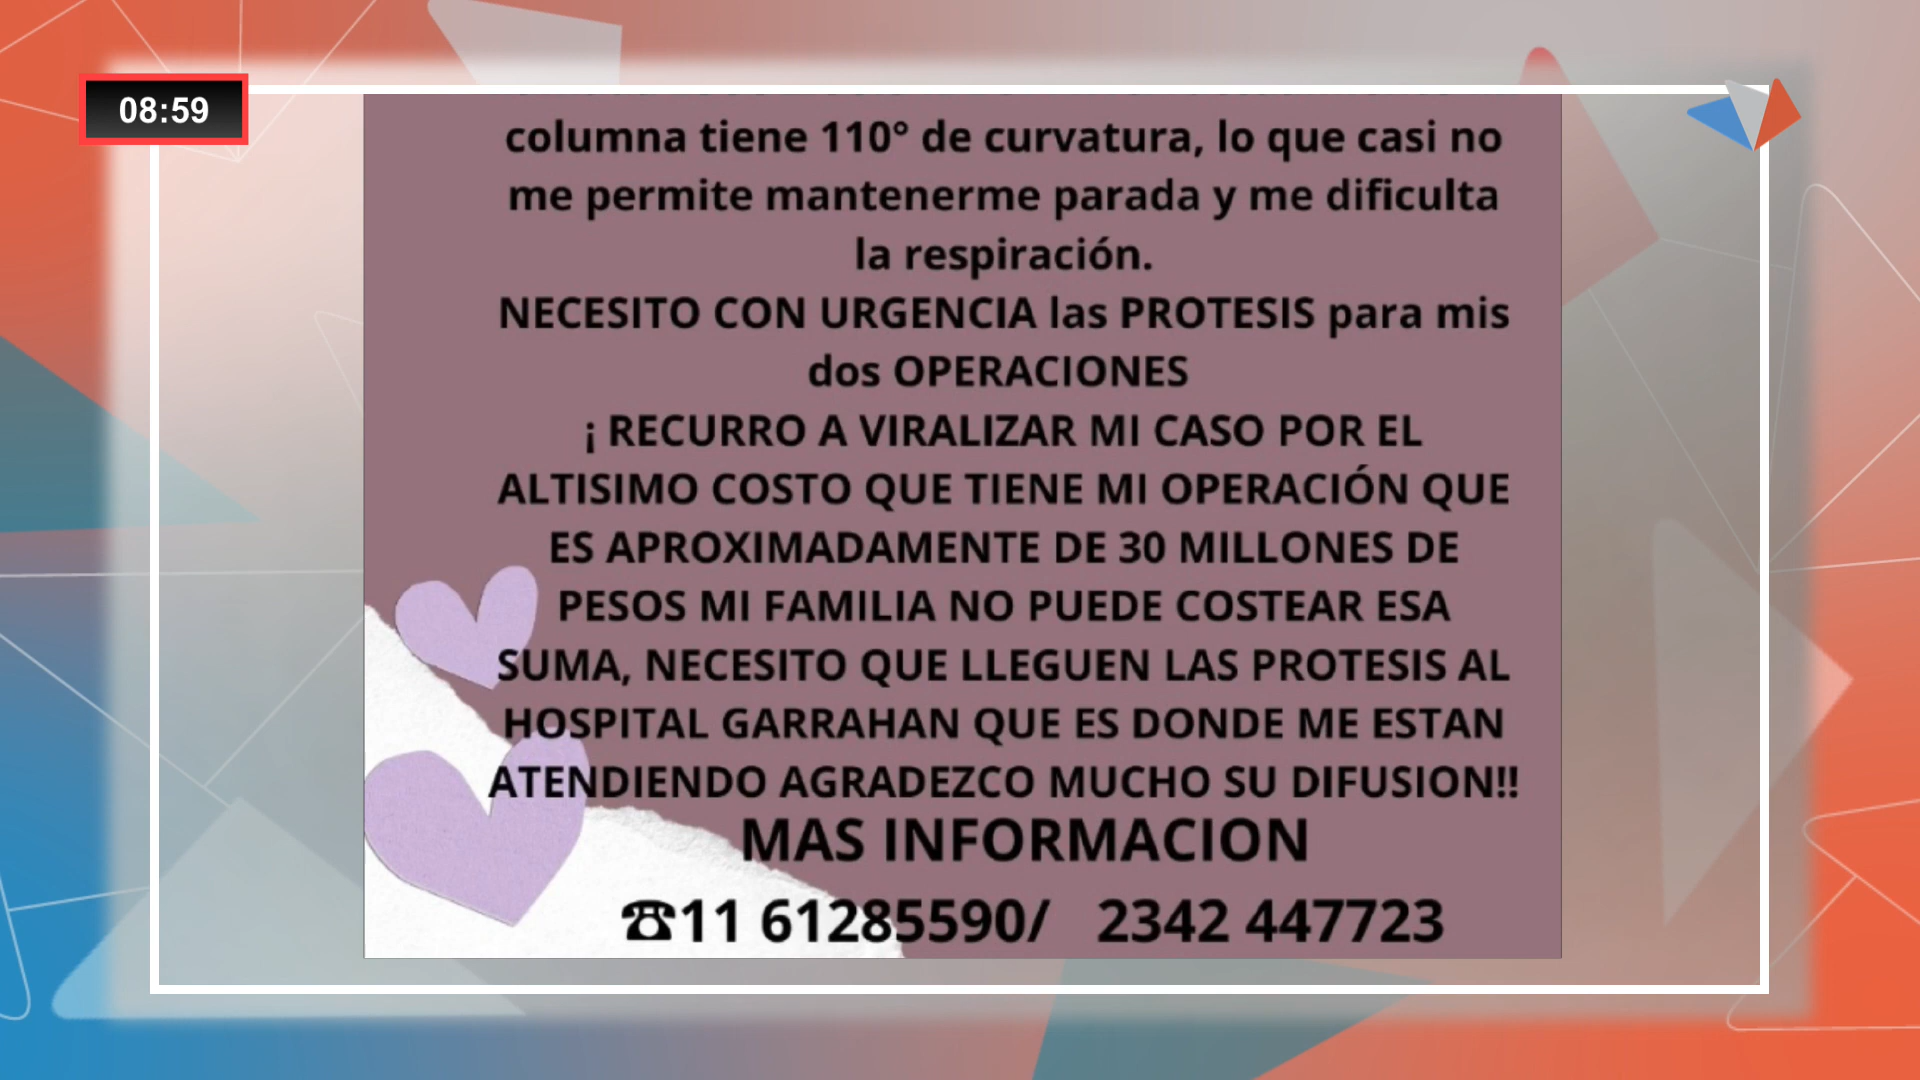 08:59
columna tiene 110° de curvatura, lo que casi no
me permite mantenerme parada y me dificulta
la respiración.
NECESITO CON URGENCIA las PROTESIS para mis
dos OPERACIONES
¡ RECURRO A VIRALIZAR MI CASO POR EL
ALTISIMO COSTO QUE TIENE MI OPERACIÓN QUE
ES APROXIMADAMENTE DE 30 MILLONES DE
PESOS MI FAMILIA NO PUEDE COSTEAR ESA
SUMA, NECESITO QUE LLEGUEN LAS PROTESIS AL
HOSPITAL GARRAHAN QUE ES DONDE ME ESTAN
ATENDIENDO AGRADEZCO MUCHO SU DIFUSION!!
MAS INFORMACION
☎11 61285590/ 2342 447723